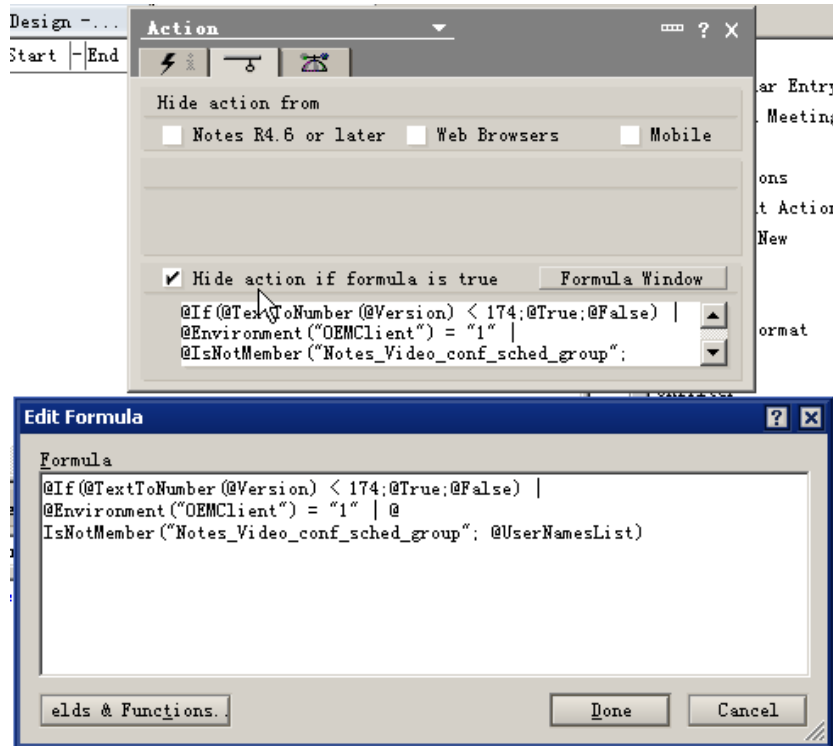 Design -...
Start -End
Action
? X
Hide action from
Notes R4.6 or later Web Browsers Mobile
ar Entry
Meeting
ons
t Action
New
Hide action if formula is true Formula Window
@If(@TextToNumber(@Version) < 174;@True;@False) |
@Environment("OEMClient") = "1" |
@IsNotMember("Notes_Video_conf_sched_group";
ormat
Edit Formula
Formula
@If(@TextToNumber(@Version) < 174;@True;@False) |
@Environment("OEMClient") = "1" | @
IsNotMember("Notes_Video_conf_sched_group"; @UserNamesList)
elds & Functions..
Done
Cancel